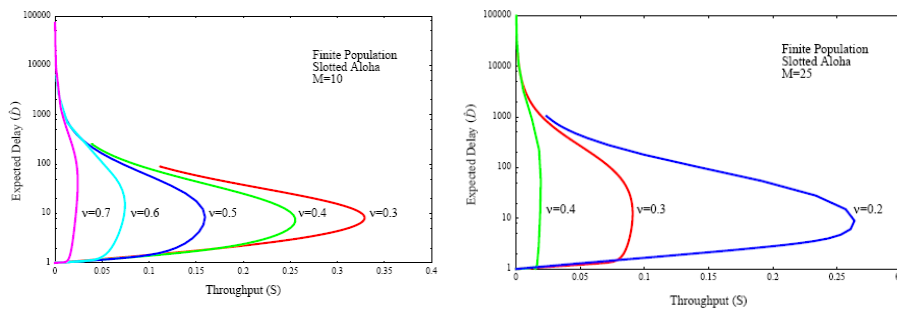 100000
10000
1000
100
10
1
Expected Delay (D̂)
Finite Population
Slotted Aloha
M=10
ν=0.7
ν=0.6
ν=0.5
ν=0.4
ν=0.3
0
0.05
0.1
0.15
0.2
0.25
0.3
0.35
0.4
Throughput (S)
100000
10000
1000
100
10
1
Expected Delay (D̂)
Finite Population
Slotted Aloha
M=25
ν=0.4
ν=0.3
ν=0.2
0
0.05
0.1
0.15
0.2
0.25
Throughput (S)